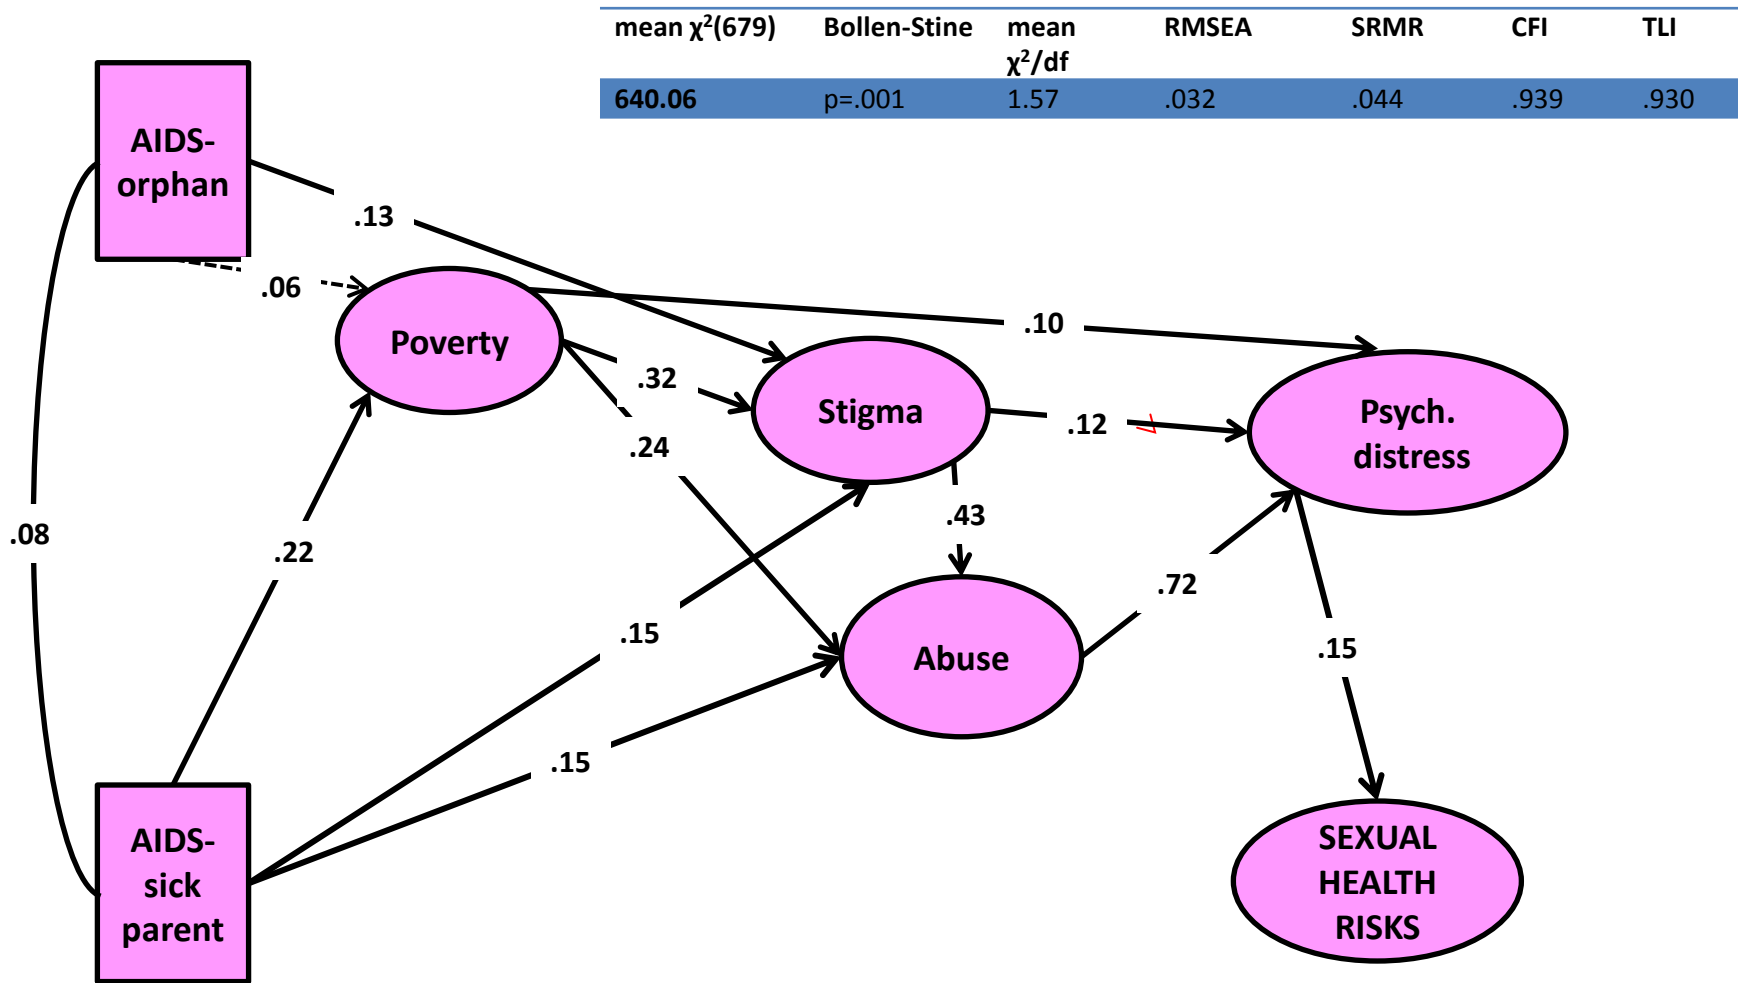 mean χ²(679) Bollen-Stine mean χ²/df RMSEA SRMR CFI TLI
640.06 p=.001 1.57 .032 .044 .939 .930
AIDS-
orphan
.13
.06
Poverty
.10
.32
Stigma
.12
Psych.
distress
.24
.43
.08
.22
.72
.15
Abuse
.15
.15
AIDS-
sick
parent
SEXUAL
HEALTH
RISKS